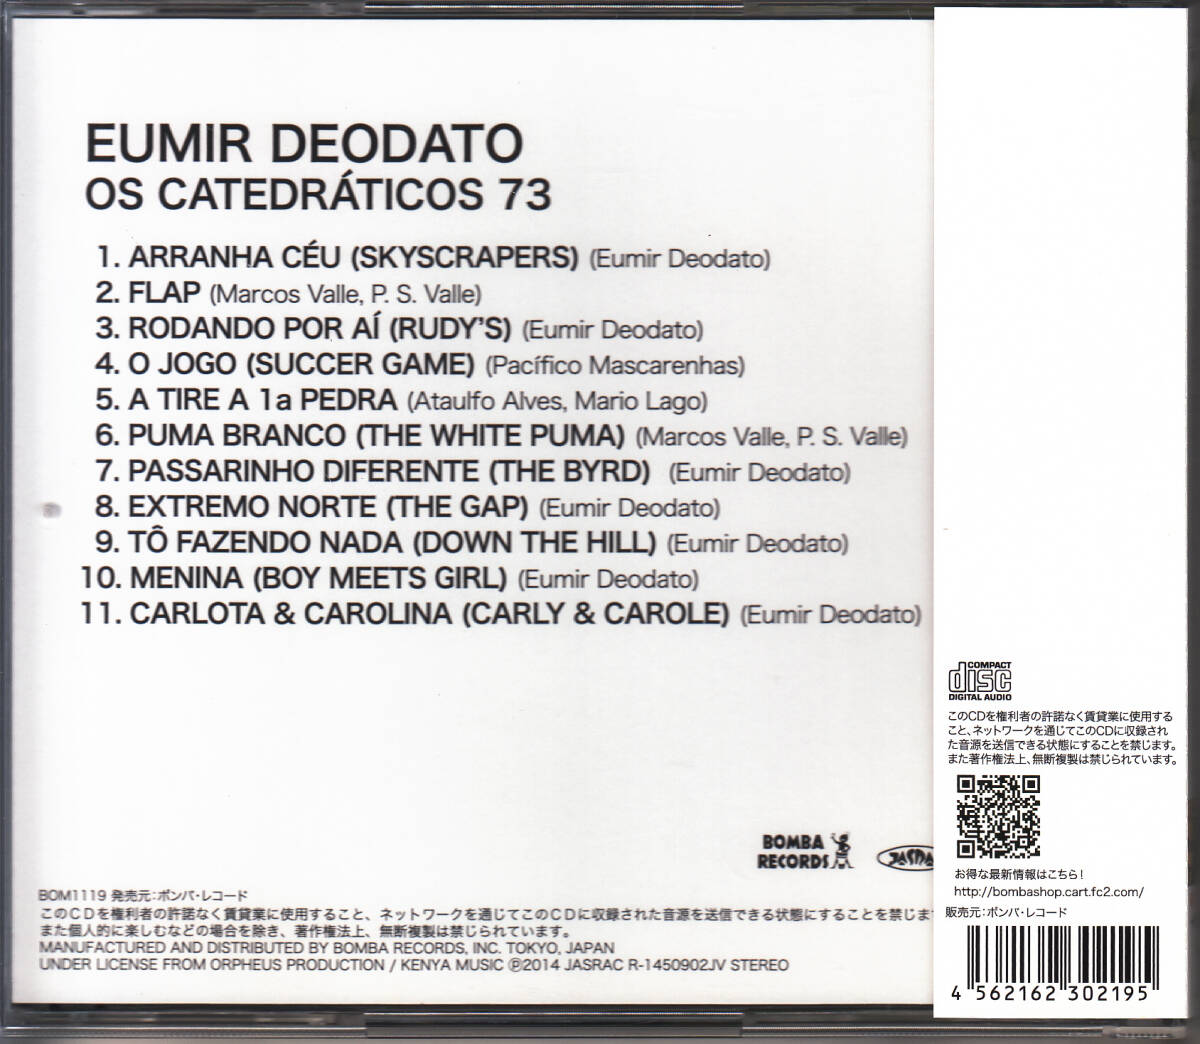 EUMIR DEODATO
OS CATEDRÁTICOS 73
1. ARRANHA CÉU (SKYSCRAPERS) (Eumir Deodato)
2. FLAP (Marcos Valle, P. S. Valle)
3. RODANDO POR AÍ (RUDY'S) (Eumir Deodato)
4. O JOGO (SUCCER GAME) (Pacífico Mascarenhas)
5. A TIRE A 1a PEDRA (Ataulfo Alves, Mario Lago)
6. PUMA BRANCO (THE WHITE PUMA) (Marcos Valle, P. S. Valle)
7. PASSARINHO DIFERENTE (THE BYRD) (Eumir Deodato)
8. EXTREMO NORTE (THE GAP) (Eumir Deodato)
9. TÔ FAZENDO NADA (DOWN THE HILL) (Eumir Deodato)
10. MENINA (BOY MEETS GIRL) (Eumir Deodato)
11. CARLOTA & CAROLINA (CARLY & CAROLE) (Eumir Deodato)
BOMBA
RECORDS
BOM1119 発売元：ボンバ・レコード
このCDを権利者の許諾なく賃貸業に使用すること、ネットワークを通じてこのCDに収録された音源を送信できる状態にすることを禁じま
また個人的に楽しむなどの場合を除き、著作権法上、無断複製は禁じられています。
MANUFACTURED AND DISTRIBUTED BY BOMBA RECORDS, INC. TOKYO, JAPAN
UNDER LICENSE FROM ORPHEUS PRODUCTION / KENYA MUSIC ℗2014 JASRAC R-1450902JV STEREO
COMPACT
disc
DIGITAL AUDIO
このCDを権利者の許諾なく賃貸業に使用する
こと、ネットワークを通じてこのCDに収録され
た音源を送信できる状態にすることを禁じます。
また著作権法上、無断複製は禁じられています。
お得な最新情報はこちら！
http://bombashop.cart.fc2.com/
販売元：ボンバ・レコード
4 562162 302195